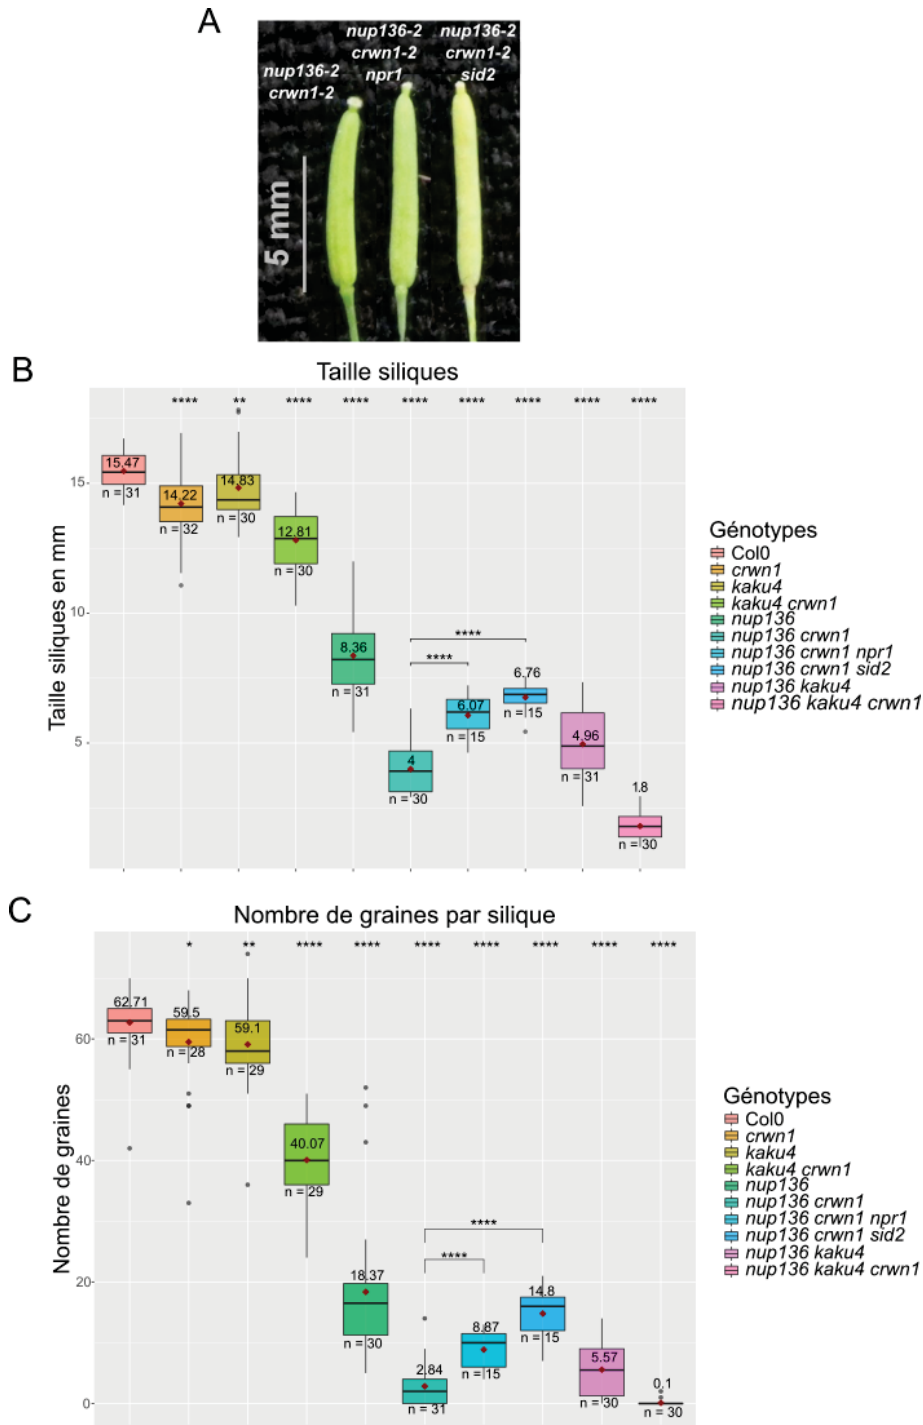 A
nup136-2
crwn1-2
nup136-2
crwn1-2
npr1
nup136-2
crwn1-2
sid2
5 mm
B
Taille siliques
Taille siliques en mm
15
10
5
**** ** **** **** **** **** **** **** ****
15.47
n = 31
14.22
n = 32
14.83
n = 30
12.81
n = 30
8.36
n = 31
4
n = 30
****
****
6.07
n = 15
6.76
n = 15
4.96
n = 31
1.8
n = 30
Génotypes
Col0
crwn1
kaku4
kaku4 crwn1
nup136
nup136 crwn1
nup136 crwn1 npr1
nup136 crwn1 sid2
nup136 kaku4
nup136 kaku4 crwn1
C
Nombre de graines par silique
Nombre de graines
60
40
20
0
* ** **** **** **** **** **** **** ****
62.71
n = 31
59.5
n = 28
59.1
n = 29
40.07
n = 29
18.37
n = 30
2.84
n = 31
****
****
8.87
n = 15
14.8
n = 15
5.57
n = 30
0.1
n = 30
Génotypes
Col0
crwn1
kaku4
kaku4 crwn1
nup136
nup136 crwn1
nup136 crwn1 npr1
nup136 crwn1 sid2
nup136 kaku4
nup136 kaku4 crwn1